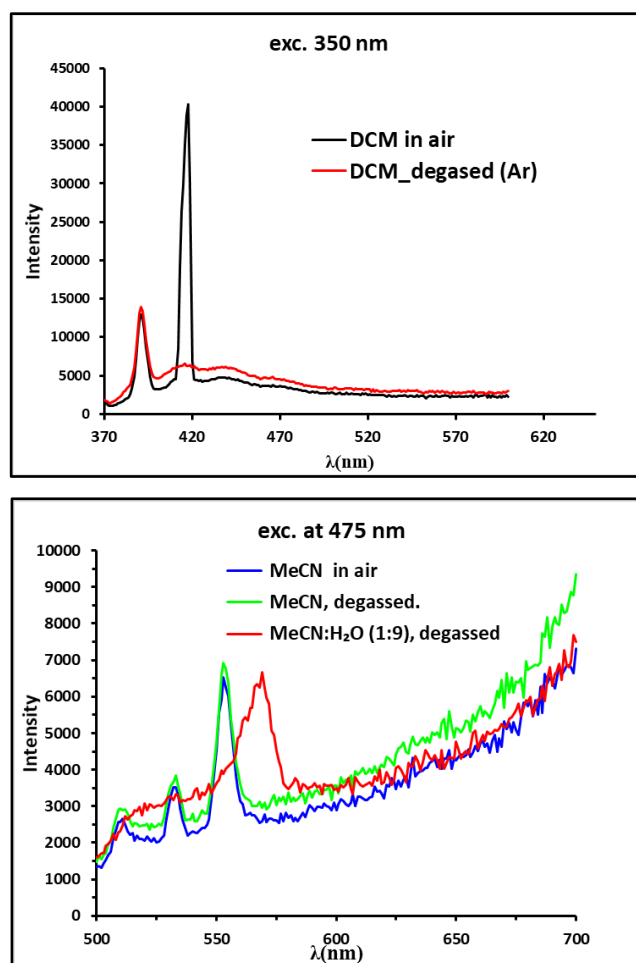 exc. 350 nm
45000
40000
35000
30000
25000
20000
15000
10000
5000
0
Intensity
DCM in air
DCM_degased (Ar)
370 420 470 520 570 620
λ(nm)
exc. at 475 nm
10000
9000
8000
7000
6000
5000
4000
3000
2000
1000
0
Intensity
MeCN in air
MeCN, degassed.
MeCN:H₂O (1:9), degassed
500 550 600 650 700
λ(nm)